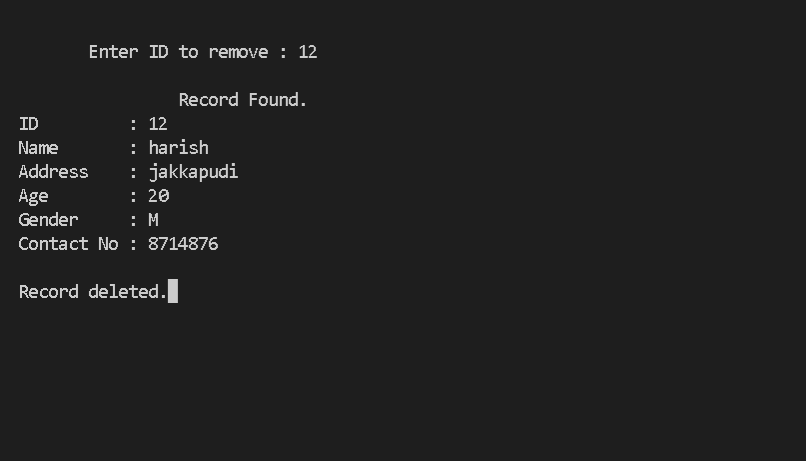 Enter ID to remove : 12
Record Found.
ID : 12
Name : harish
Address : jakkapudi
Age : 20
Gender : M
Contact No : 8714876
Record deleted.